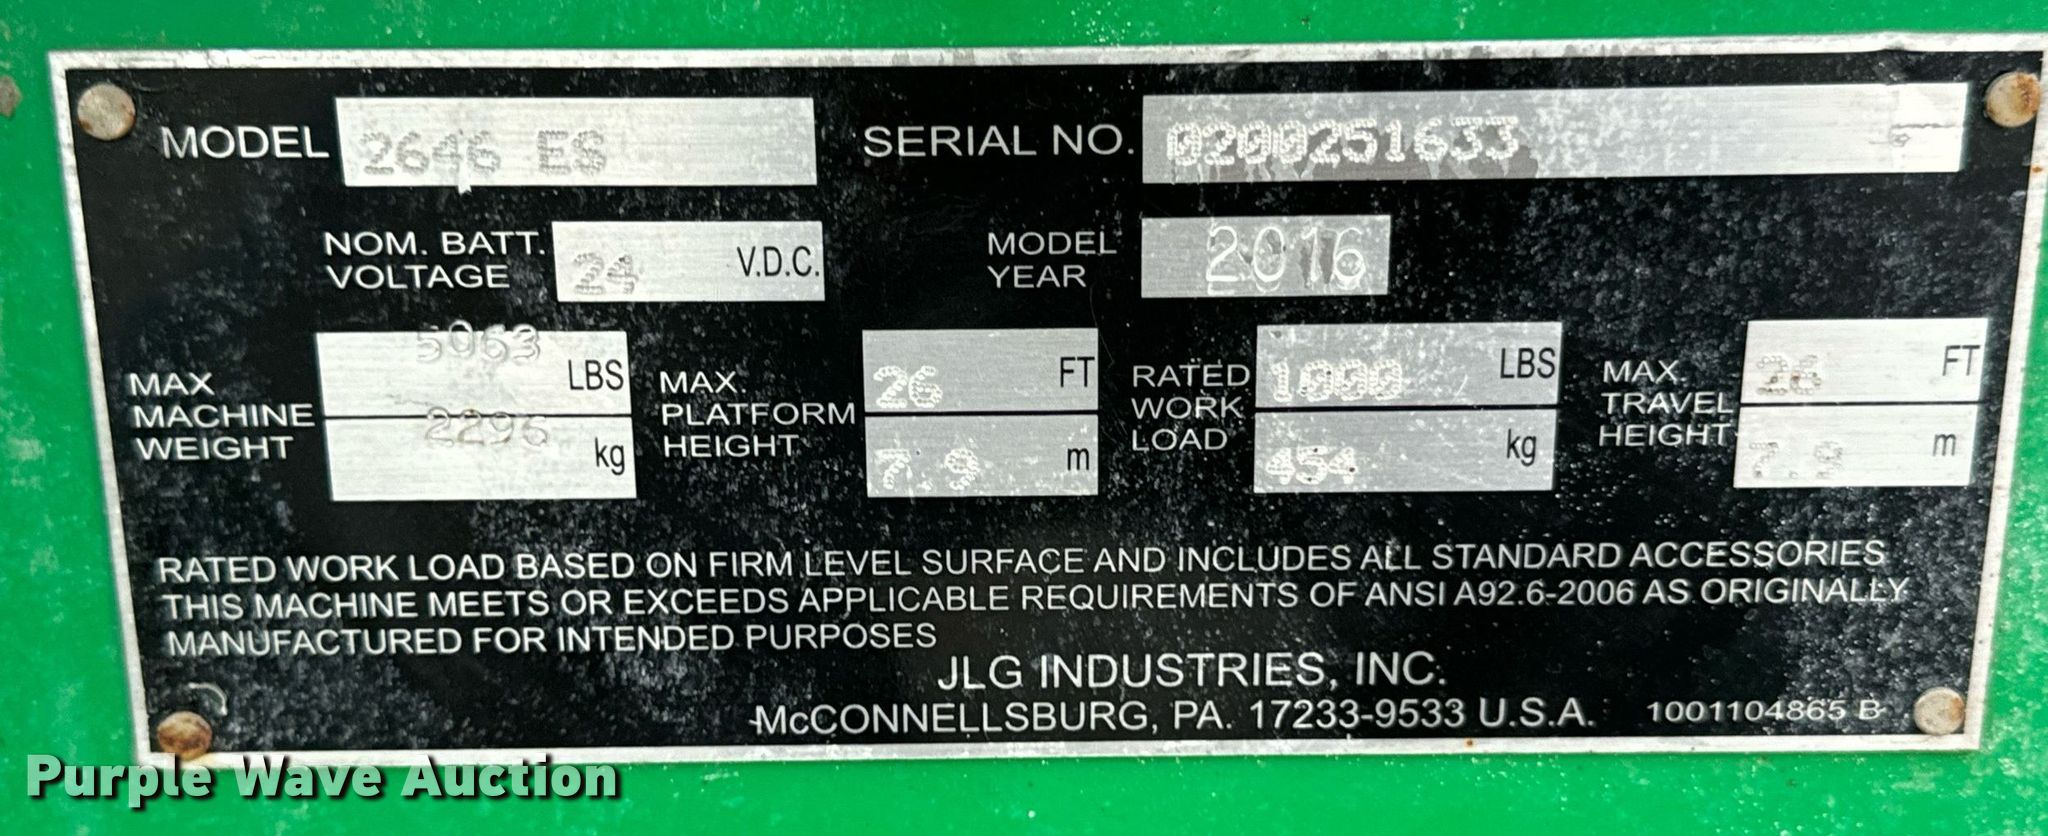 MODEL 2646 ES SERIAL NO. 0200251633
NOM. BATT. VOLTAGE 24 V.D.C. MODEL YEAR 2016
MAX MACHINE WEIGHT 5063 LBS 2296 kg MAX. PLATFORM HEIGHT 26 FT 7.9 m RATED WORK LOAD 1000 LBS 454 kg MAX. TRAVEL HEIGHT 26 FT 7.9 m
RATED WORK LOAD BASED ON FIRM LEVEL SURFACE AND INCLUDES ALL STANDARD ACCESSORIES
THIS MACHINE MEETS OR EXCEEDS APPLICABLE REQUIREMENTS OF ANSI A92.6-2006 AS ORIGINALLY
MANUFACTURED FOR INTENDED PURPOSES
JLG INDUSTRIES, INC.
McCONNELLSBURG, PA. 17233-9533 U.S.A. 1001104865 B
Purple Wave Auction